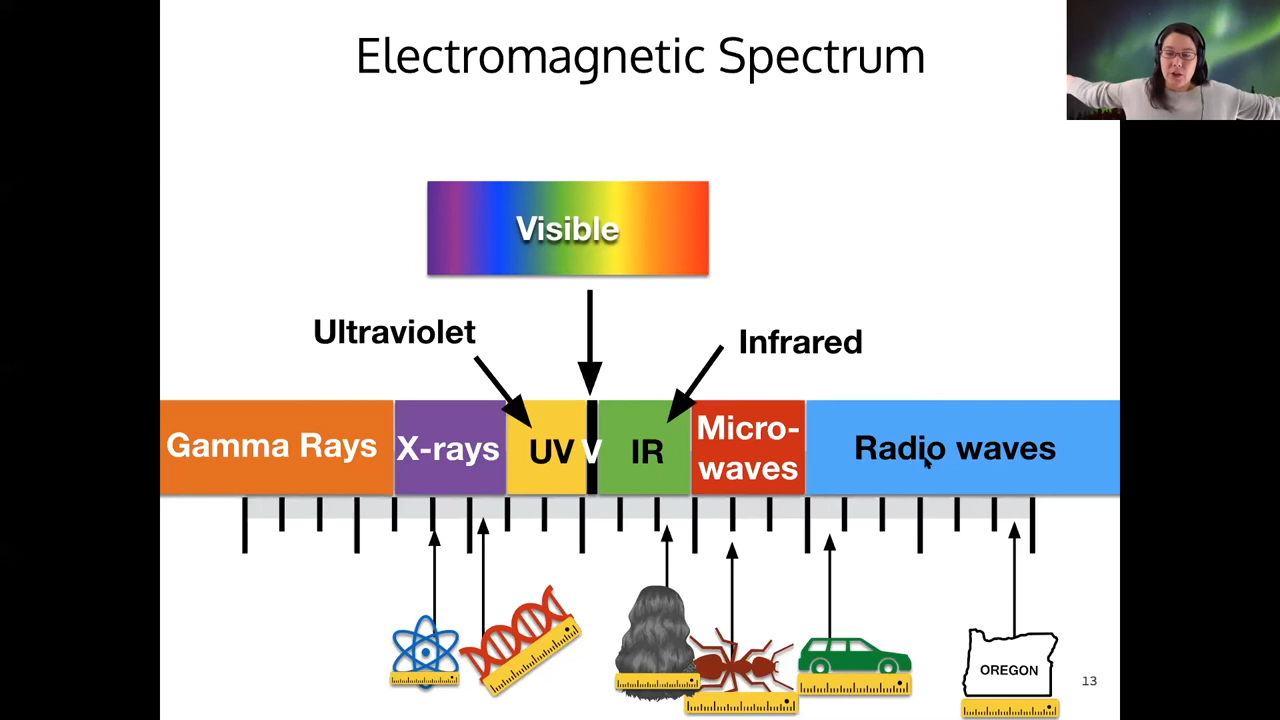 Electromagnetic Spectrum
Visible
Ultraviolet
Infrared
Gamma Rays
X-rays
UV
V
IR
Micro-
waves
Radio waves
OREGON
13